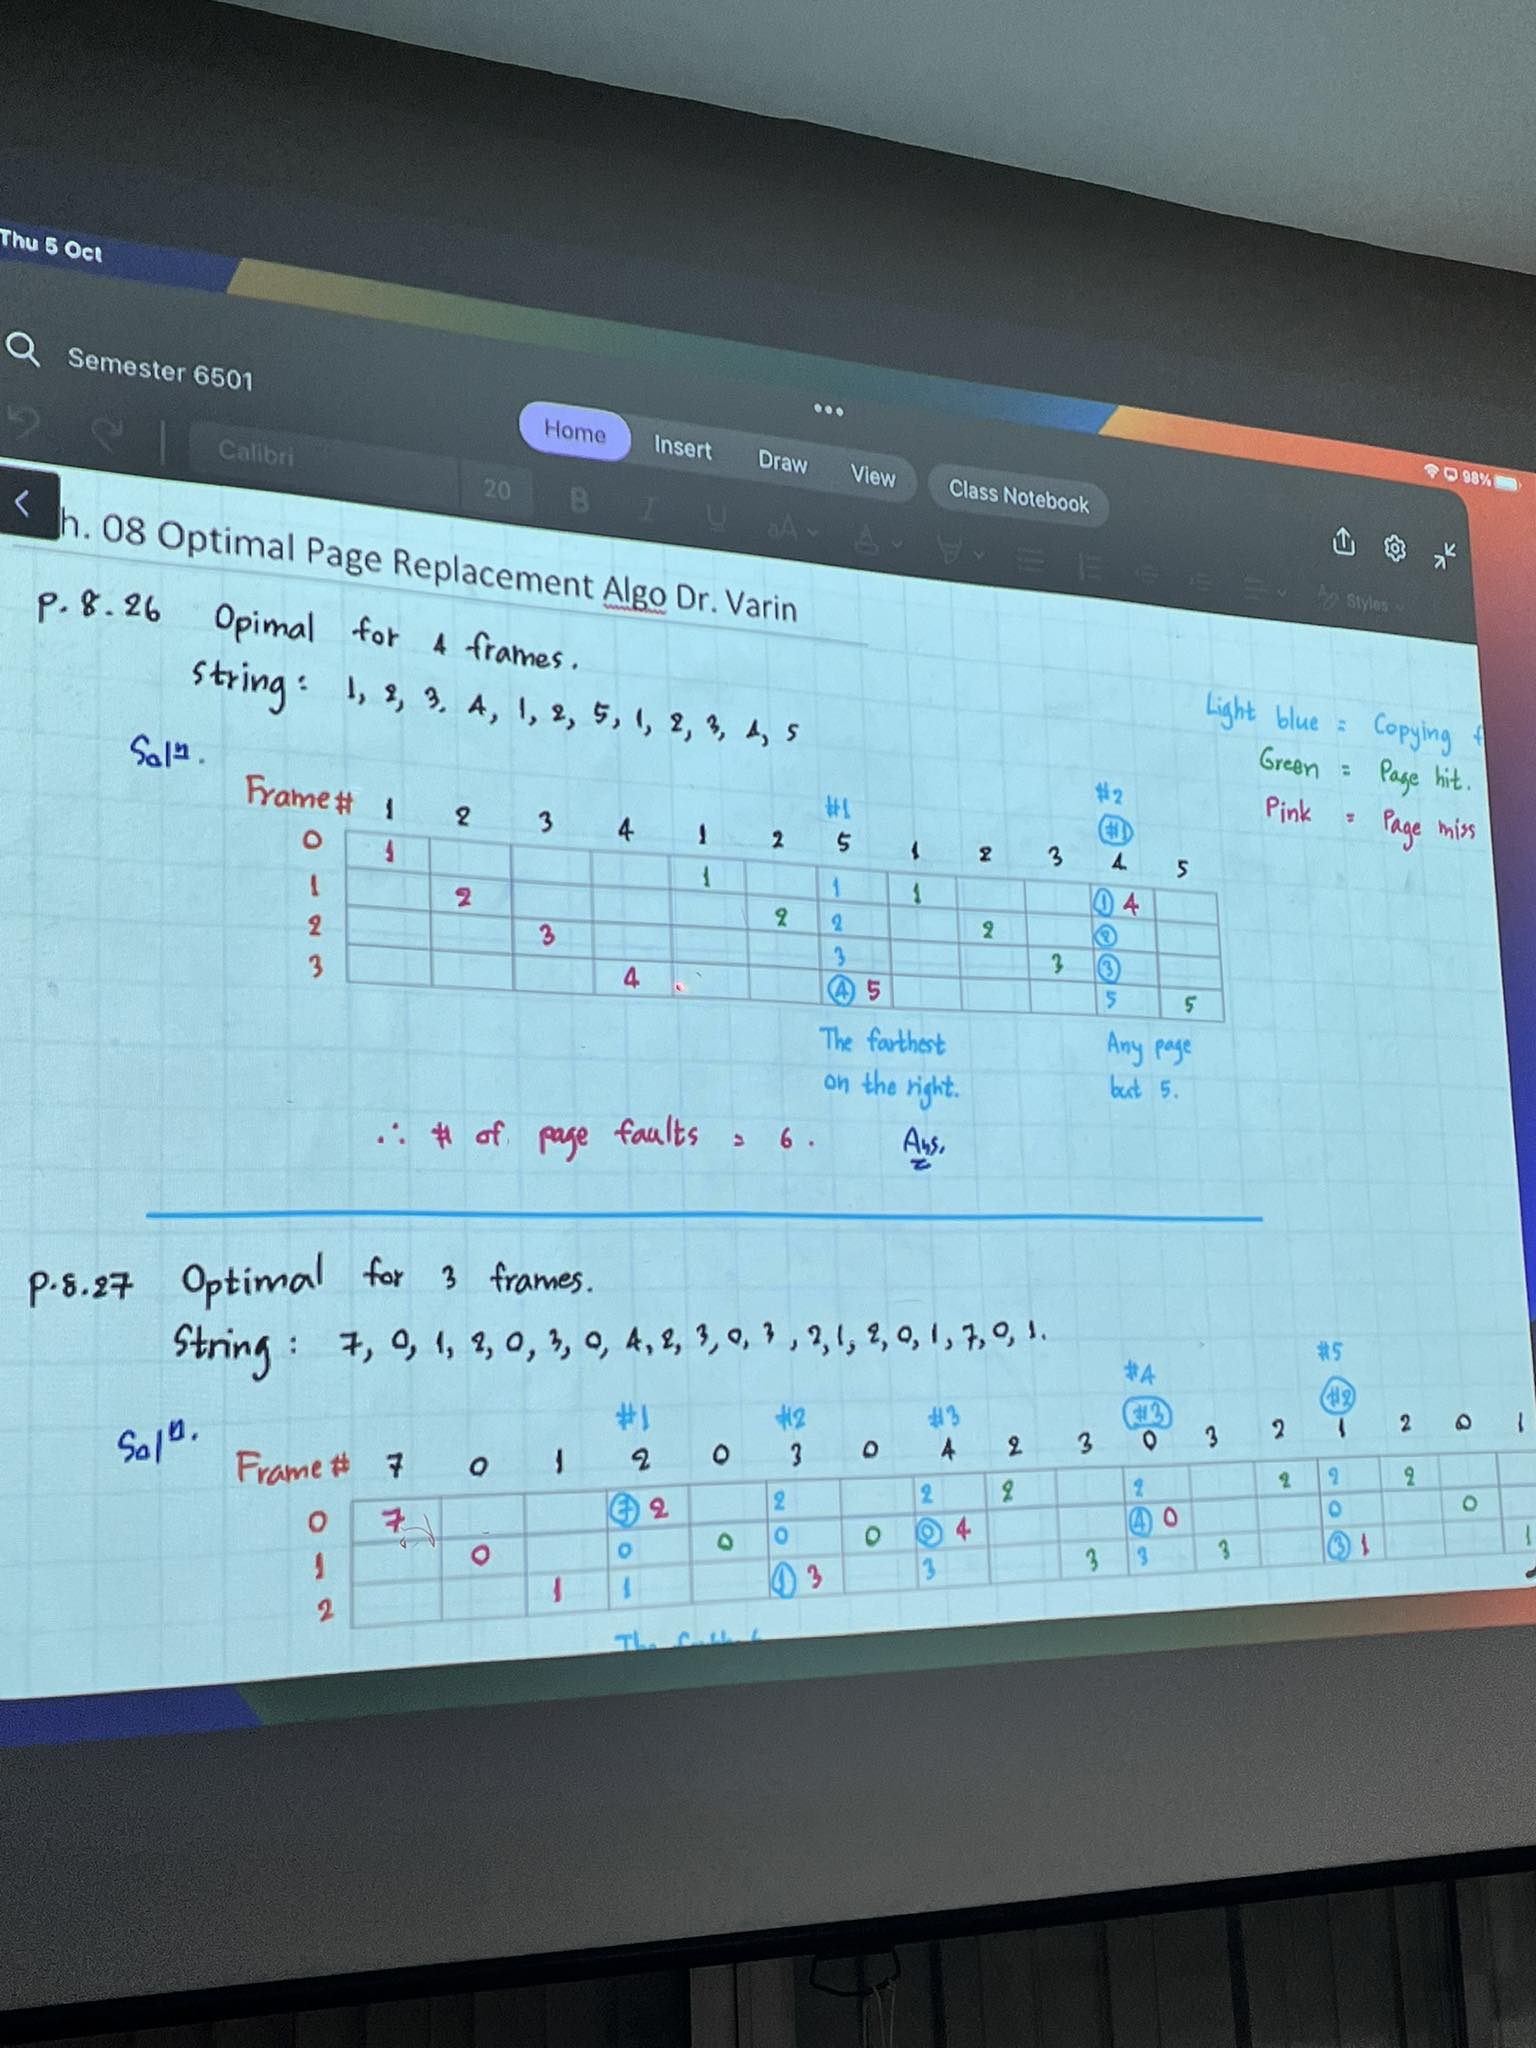 Thu 5 Oct
98%
Semester 6501
Home Insert Draw View Class Notebook
Calibri 20 B I U Styles
h. 08 Optimal Page Replacement Algo Dr. Varin
p. 8.26 Opimal for 4 frames.
String: 1, 2, 3, 4, 1, 2, 5, 1, 2, 3, 4, 5
Light blue = Copying f
Green = Page hit.
Pink = Page miss
Solⁿ.
#1 #2
#1
Frame# 1 2 3 4 1 2 5 1 2 3 4 5
0 1 1 1 1 1 4
1 2 2 2 2 2
2 3 3 3 3
3 4 4 5 5 5
The farthest Any page
on the right. but 5.
∴ # of page faults = 6. Ans.
p.8.27 Optimal for 3 frames.
String: 7, 0, 1, 2, 0, 3, 0, 4, 2, 3, 0, 3, 2, 1, 2, 0, 1, 7, 0, 1.
#1 #2 #3 #4 #5
#3 #2
Solⁿ.
Frame# 7 0 1 2 0 3 0 4 2 3 0 3 2 1 2 0 1
0 7 7 2 2 2 2 2 2 2 2
1 0 0 0 0 0 0 4 4 0 0 0
2 1 1 1 3 3 3 3 3 3 1 1